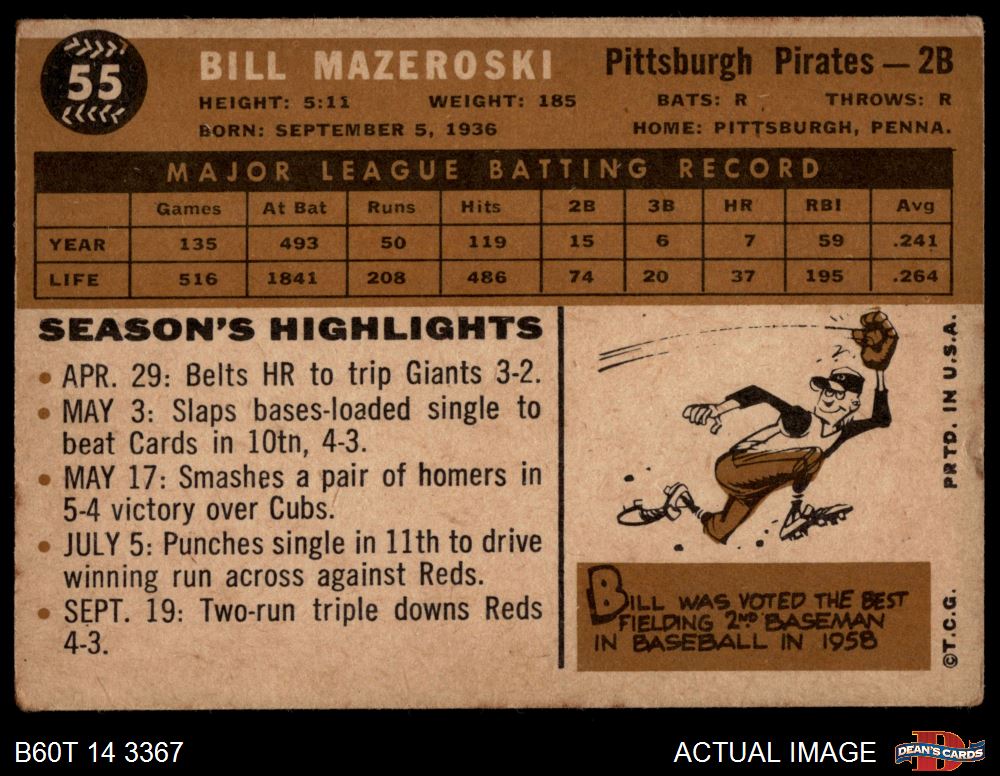 55
BILL MAZEROSKI
Pittsburgh Pirates — 2B
HEIGHT: 5:11 WEIGHT: 185 BATS: R THROWS: R
BORN: SEPTEMBER 5, 1936 HOME: PITTSBURGH, PENNA.
MAJOR LEAGUE BATTING RECORD
Games At Bat Runs Hits 2B 3B HR RBI Avg
YEAR 135 493 50 119 15 6 7 59 .241
LIFE 516 1841 208 486 74 20 37 195 .264
SEASON'S HIGHLIGHTS
• APR. 29: Belts HR to trip Giants 3-2.
• MAY 3: Slaps bases-loaded single to
beat Cards in 10tn, 4-3.
• MAY 17: Smashes a pair of homers in
5-4 victory over Cubs.
• JULY 5: Punches single in 11th to drive
winning run across against Reds.
• SEPT. 19: Two-run triple downs Reds
4-3.
BILL WAS VOTED THE BEST
FIELDING 2ND BASEMAN
IN BASEBALL IN 1958
©T.C.G. PRTD. IN U.S.A.
B60T 14 3367
ACTUAL IMAGE
DEAN'S CARDS